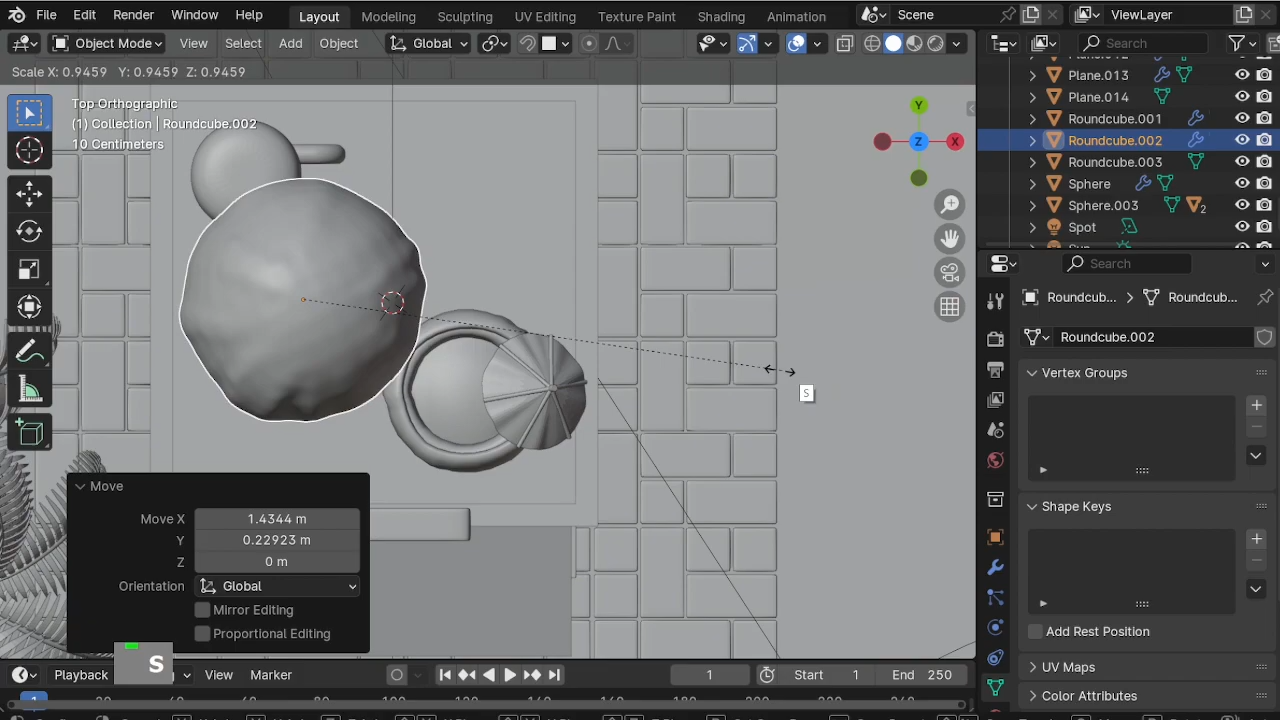 File Edit Render Window Help Layout Modeling Sculpting UV Editing Texture Paint Shading Animation Scene ViewLayer
Object Mode View Select Add Object Global Search
Scale X: 0.9459 Y: 0.9459 Z: 0.9459
Top Orthographic
(1) Collection | Roundcube.002
10 Centimeters
Y
Z
X
S
Plane.013
Plane.014
Roundcube.001
Roundcube.002
Roundcube.003
Sphere
Sphere.003 2
Spot
Search
Roundcub... Roundcub...
Roundcube.002
Vertex Groups
Shape Keys
Add Rest Position
UV Maps
Color Attributes
Move
Move X 1.4344 m
Y 0.22923 m
Z 0 m
Orientation Global
Mirror Editing
Proportional Editing
S
Playback View Marker 1 Start 1 End 250
1